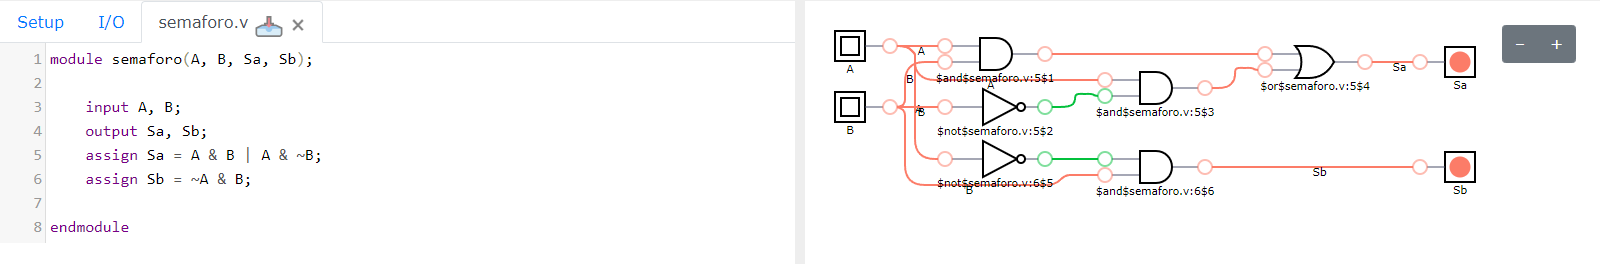 Setup I/O semaforo.v ×
1 module semaforo(A, B, Sa, Sb);
2
3 input A, B;
4 output Sa, Sb;
5 assign Sa = A & B | A & ~B;
6 assign Sb = ~A & B;
7
8 endmodule
− +
A
A
B
$and$semaforo.v:5$1
A
B
B
$not$semaforo.v:5$2
$and$semaforo.v:5$3
$or$semaforo.v:5$4
Sa
Sa
$not$semaforo.v:6$5
B
$and$semaforo.v:6$6
Sb
Sb